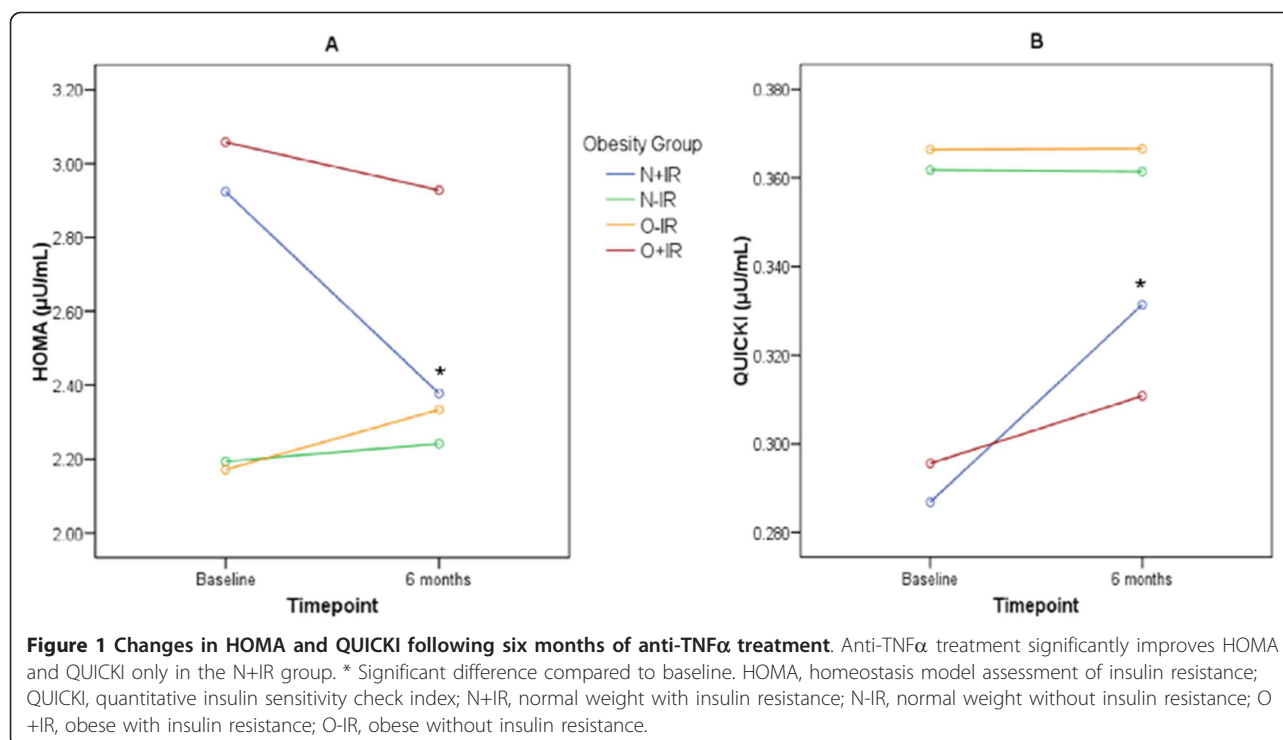 A
3.20
3.00
2.80
2.60
2.40
2.20
2.00
HOMA (µU/mL)
*
Baseline
6 months
Timepoint
Obesity Group
N+IR
N-IR
O-IR
O+IR
B
0.380
0.360
0.340
0.320
0.300
0.280
QUICKI (µU/mL)
*
Baseline
6 months
Timepoint
Figure 1 Changes in HOMA and QUICKI following six months of anti-TNFα treatment. Anti-TNFα treatment significantly improves HOMA
and QUICKI only in the N+IR group. * Significant difference compared to baseline. HOMA, homeostasis model assessment of insulin resistance;
QUICKI, quantitative insulin sensitivity check index; N+IR, normal weight with insulin resistance; N-IR, normal weight without insulin resistance; O
+IR, obese with insulin resistance; O-IR, obese without insulin resistance.